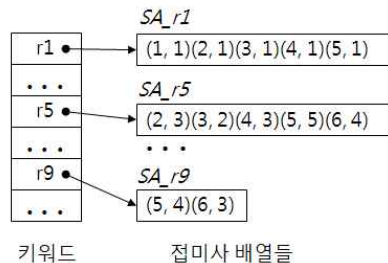 SA_r1
r1
(1, 1)(2, 1)(3, 1)(4, 1)(5, 1)
...
SA_r5
r5
(2, 3)(3, 2)(4, 3)(5, 5)(6, 4)
...
...
SA_r9
r9
(5, 4)(6, 3)
...
키워드 접미사 배열들